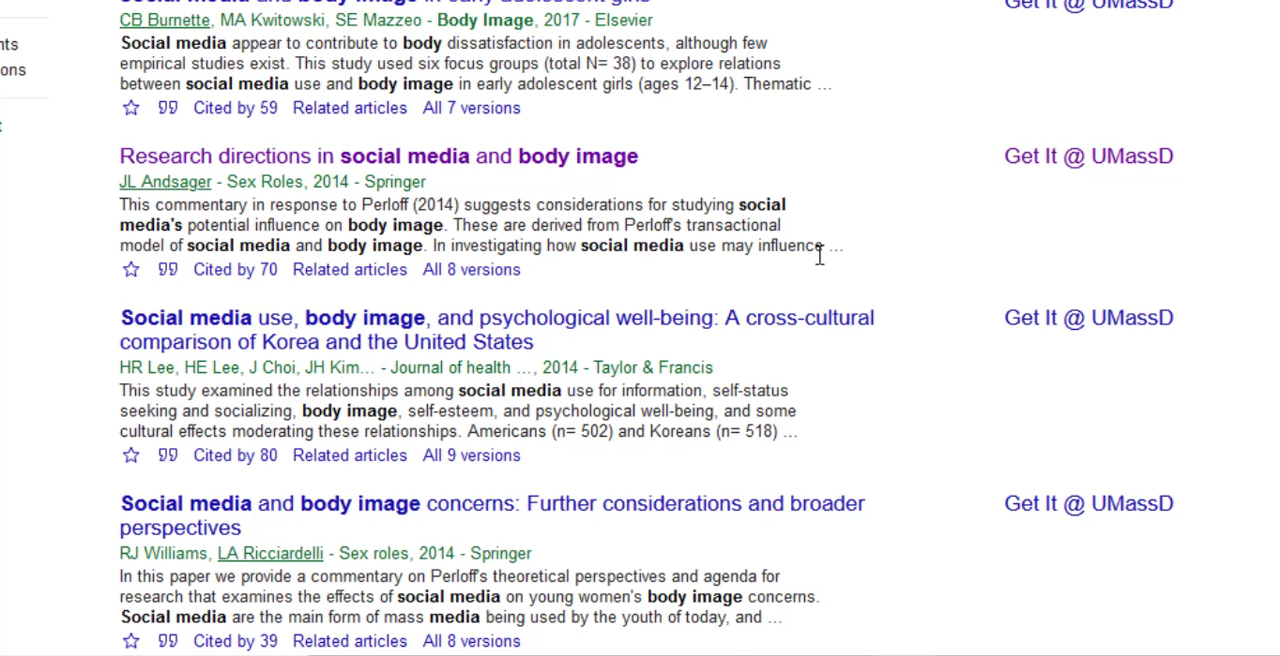 social media and body image in early adolescent girls
Get It @ UMassD
CB Burnette, MA Kwitowski, SE Mazzeo - Body Image, 2017 - Elsevier
nts
Social media appear to contribute to body dissatisfaction in adolescents, although few
empirical studies exist. This study used six focus groups (total N= 38) to explore relations
ons
between social media use and body image in early adolescent girls (ages 12–14). Thematic …
Cited by 59 Related articles All 7 versions
t
Research directions in social media and body image
Get It @ UMassD
JL Andsager - Sex Roles, 2014 - Springer
This commentary in response to Perloff (2014) suggests considerations for studying social
media's potential influence on body image. These are derived from Perloff's transactional
model of social media and body image. In investigating how social media use may influence …
Cited by 70 Related articles All 8 versions
Social media use, body image, and psychological well-being: A cross-cultural
comparison of Korea and the United States
Get It @ UMassD
HR Lee, HE Lee, J Choi, JH Kim… - Journal of health …, 2014 - Taylor & Francis
This study examined the relationships among social media use for information, self-status
seeking and socializing, body image, self-esteem, and psychological well-being, and some
cultural effects moderating these relationships. Americans (n= 502) and Koreans (n= 518) …
Cited by 80 Related articles All 9 versions
Social media and body image concerns: Further considerations and broader
perspectives
Get It @ UMassD
RJ Williams, LA Ricciardelli - Sex roles, 2014 - Springer
In this paper we provide a commentary on Perloff's theoretical perspectives and agenda for
research that examines the effects of social media on young women's body image concerns.
Social media are the main form of mass media being used by the youth of today, and …
Cited by 39 Related articles All 8 versions